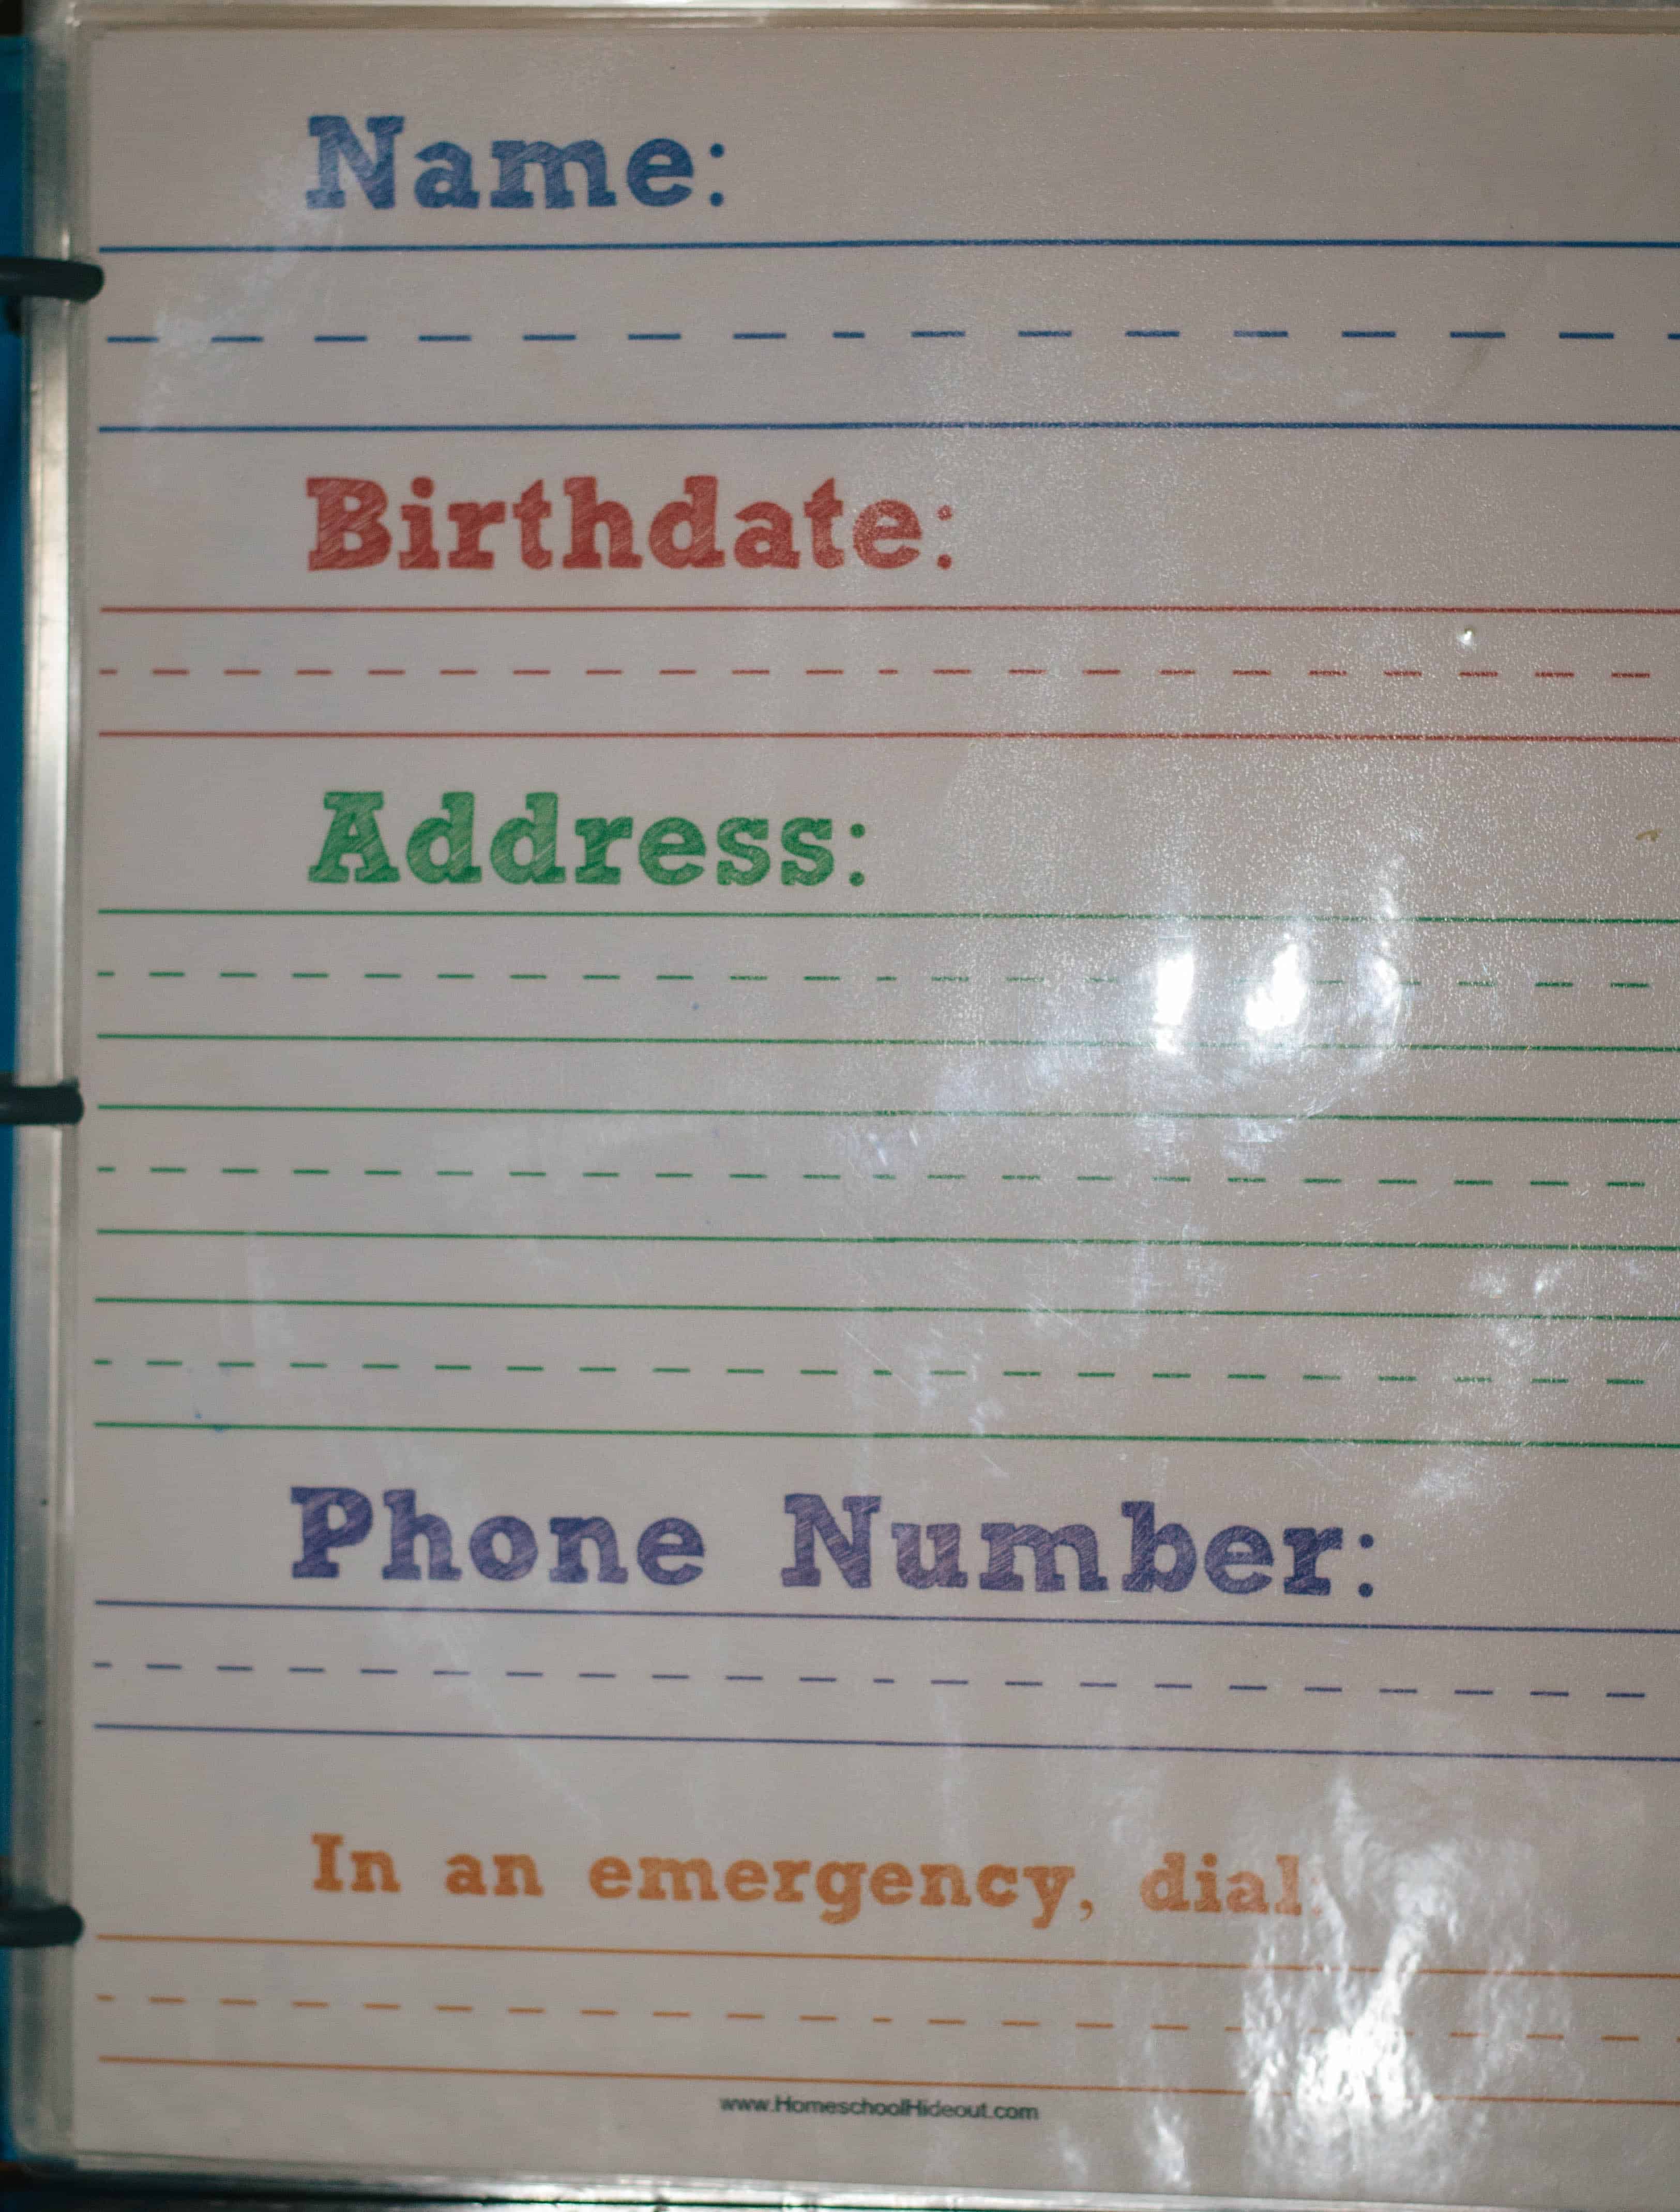 Name:
Birthdate:
Address:
Phone Number:
In an emergency, dial:
www.HomeschoolHideout.com